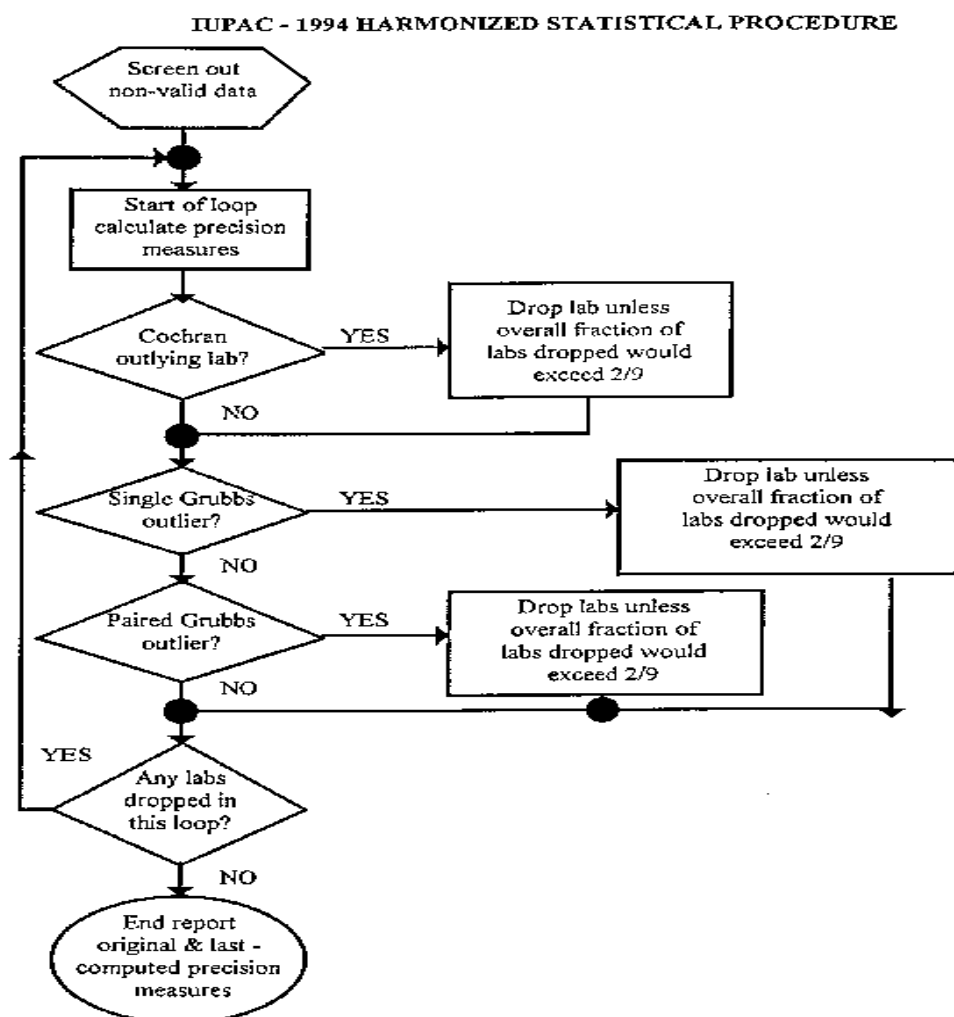 IUPAC - 1994 HARMONIZED STATISTICAL PROCEDURE
Screen out
non-valid data
Start of loop
calculate precision
measures
Cochran
outlying lab?
YES
Drop lab unless
overall fraction of
labs dropped would
exceed 2/9
NO
Single Grubbs
outlier?
YES
Drop lab unless
overall fraction of
labs dropped would
exceed 2/9
NO
Paired Grubbs
outlier?
YES
Drop labs unless
overall fraction of
labs dropped would
exceed 2/9
NO
YES
Any labs
dropped in
this loop?
NO
End report
original & last -
computed precision
measures